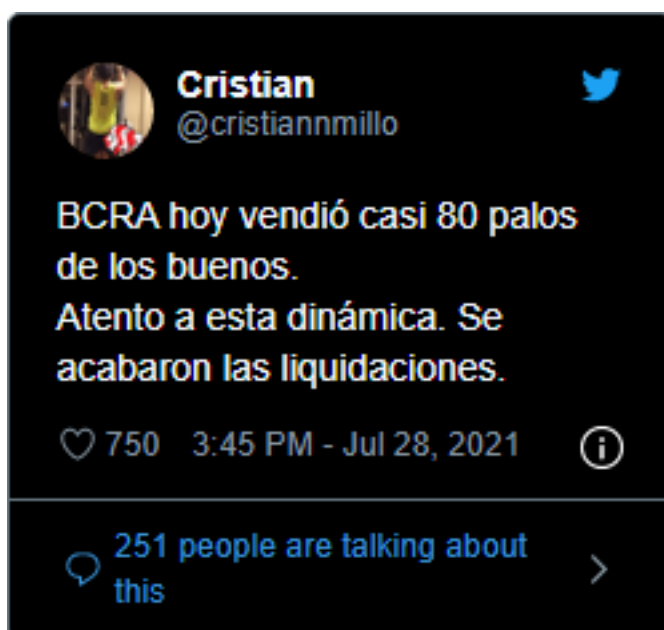 Cristian
@cristiannmillo
BCRA hoy vendió casi 80 palos
de los buenos.
Atento a esta dinámica. Se
acabaron las liquidaciones.
750 3:45 PM - Jul 28, 2021
251 people are talking about
this